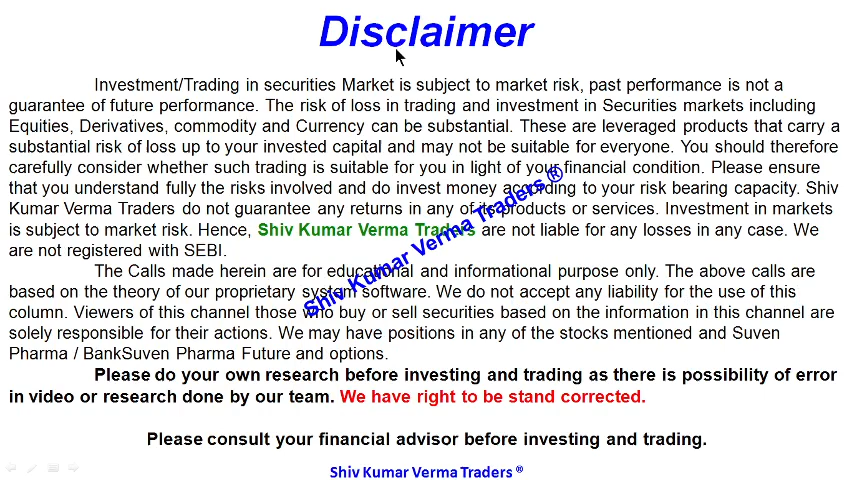 Disclaimer
Investment/Trading in securities Market is subject to market risk, past performance is not a
guarantee of future performance. The risk of loss in trading and investment in Securities markets including
Equities, Derivatives, commodity and Currency can be substantial. These are leveraged products that carry a
substantial risk of loss up to your invested capital and may not be suitable for everyone. You should therefore
carefully consider whether such trading is suitable for you in light of your financial condition. Please ensure
that you understand fully the risks involved and do invest money according to your risk bearing capacity. Shiv
Kumar Verma Traders do not guarantee any returns in any of its products or services. Investment in markets
is subject to market risk. Hence, Shiv Kumar Verma Traders are not liable for any losses in any case. We
are not registered with SEBI.
The Calls made herein are for educational and informational purpose only. The above calls are
based on the theory of our proprietary system software. We do not accept any liability for the use of this
column. Viewers of this channel those who buy or sell securities based on the information in this channel are
solely responsible for their actions. We may have positions in any of the stocks mentioned and Suven
Pharma / BankSuven Pharma Future and options.
Please do your own research before investing and trading as there is possibility of error
in video or research done by our team. We have right to be stand corrected.
Please consult your financial advisor before investing and trading.
Shiv Kumar Verma Traders ®
Shiv Kumar Verma Traders ®